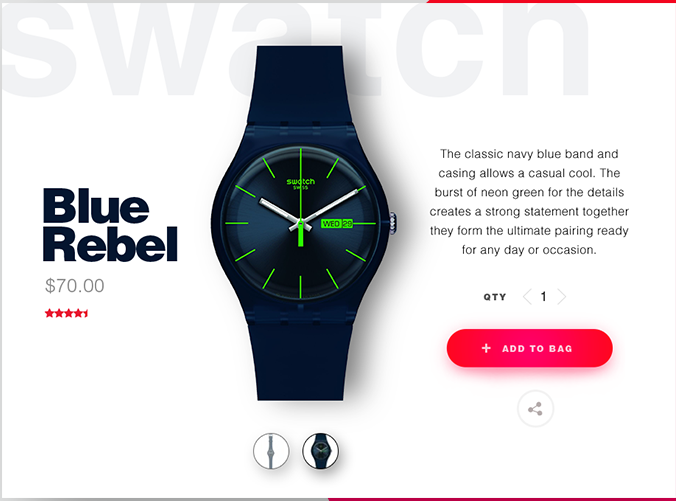 swatch
swatch
SWISS
WED 29
Blue
Rebel
$70.00
The classic navy blue band and
casing allows a casual cool. The
burst of neon green for the details
creates a strong statement together
they form the ultimate pairing ready
for any day or occasion.
QTY 1
+ ADD TO BAG